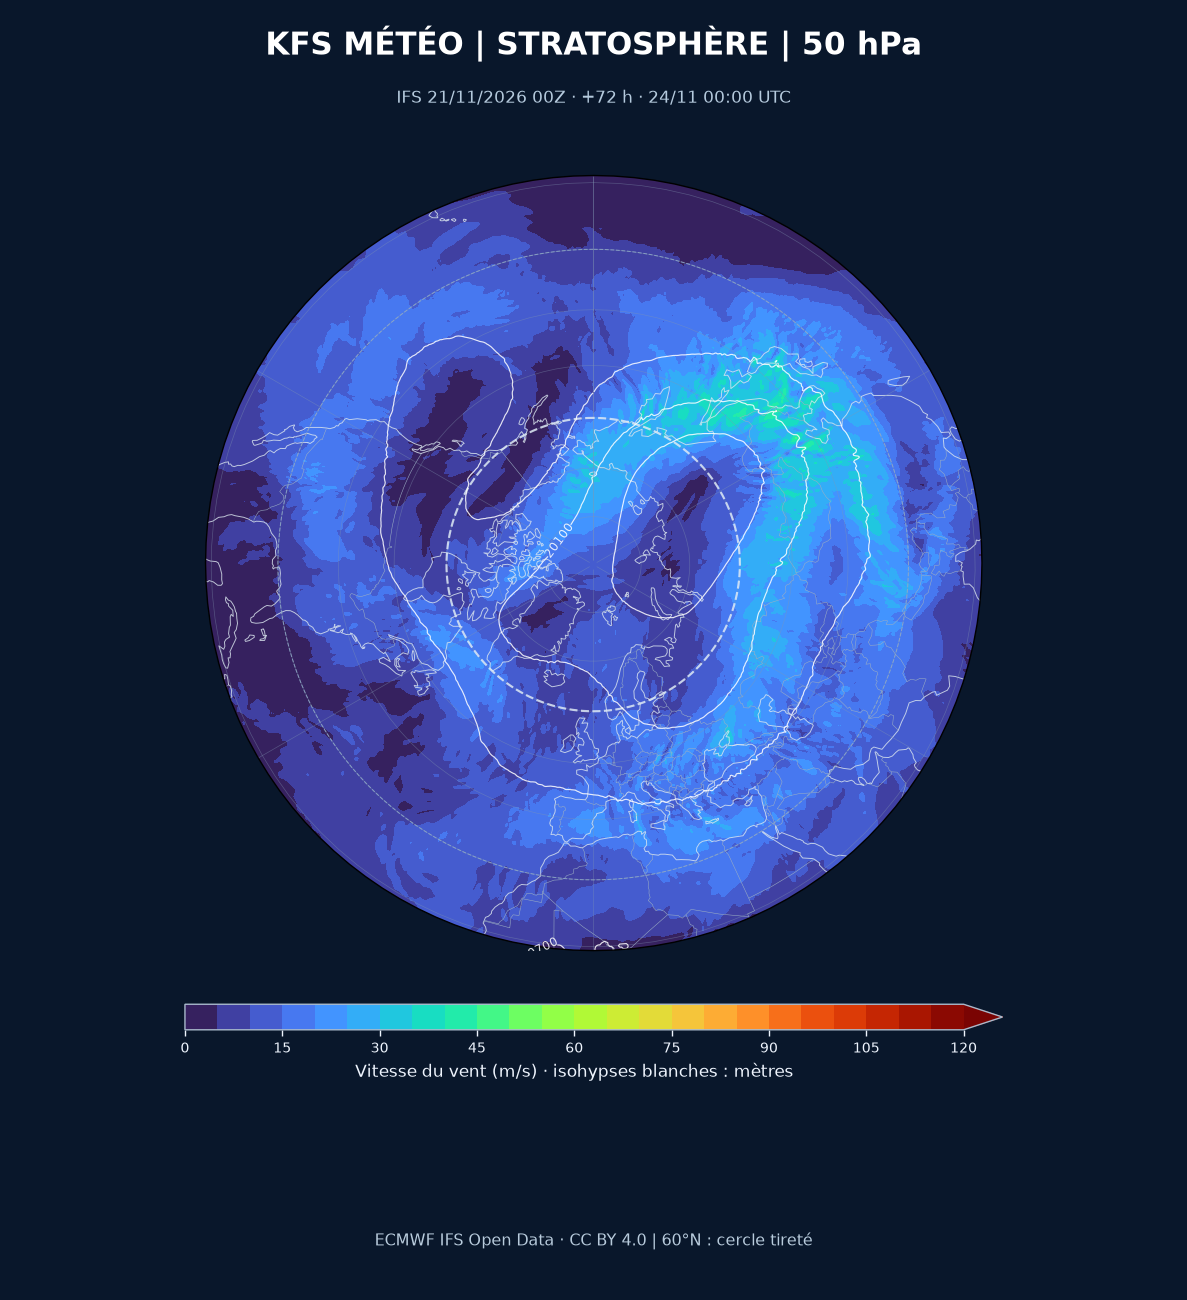 KFS MÉTÉO | STRATOSPHÈRE | 50 hPa
IFS 21/11/2026 00Z · +72 h · 24/11 00:00 UTC
20100
0 15 30 45 60 75 90 105 120
Vitesse du vent (m/s) · isohypses blanches : mètres
ECMWF IFS Open Data · CC BY 4.0 | 60°N : cercle tireté